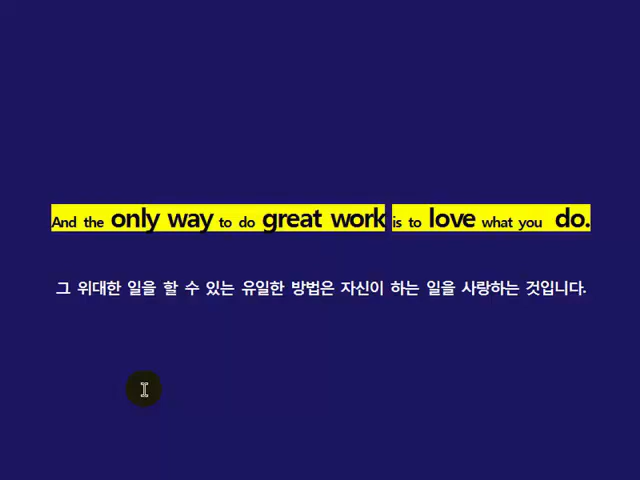 And the only way to do great work is to love what you do.
그 위대한 일을 할 수 있는 유일한 방법은 자신이 하는 일을 사랑하는 것입니다.